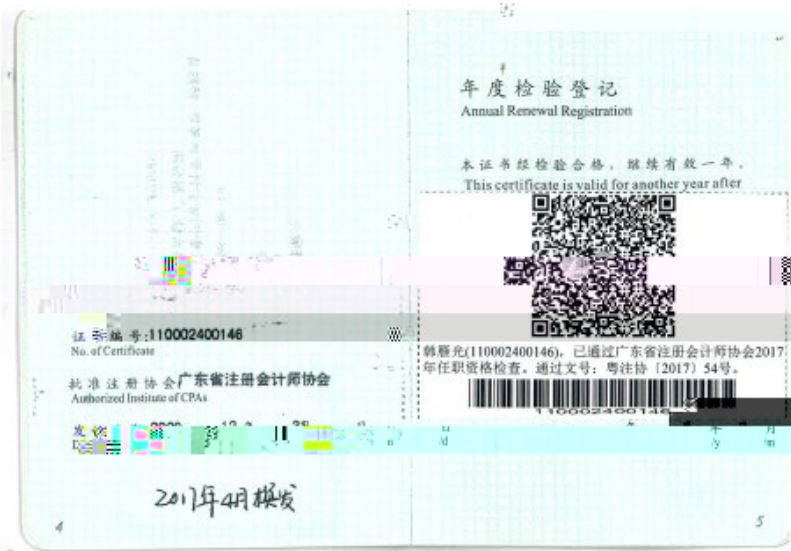 证书编号:110002400146
No. of Certificate
批准注册协会广东省注册会计师协会
Authorized Institute of CPAs
2017年4月换发
4
年度检验登记
Annual Renewal Registration
本证书经检验合格，继续有效一年。
This certificate is valid for another year after
韩雁光(110002400146)，已通过广东省注册会计师协会2017
年任职资格检查。通过文号：粤注协〔2017〕54号。
110002400146
年 月
/y /m
5